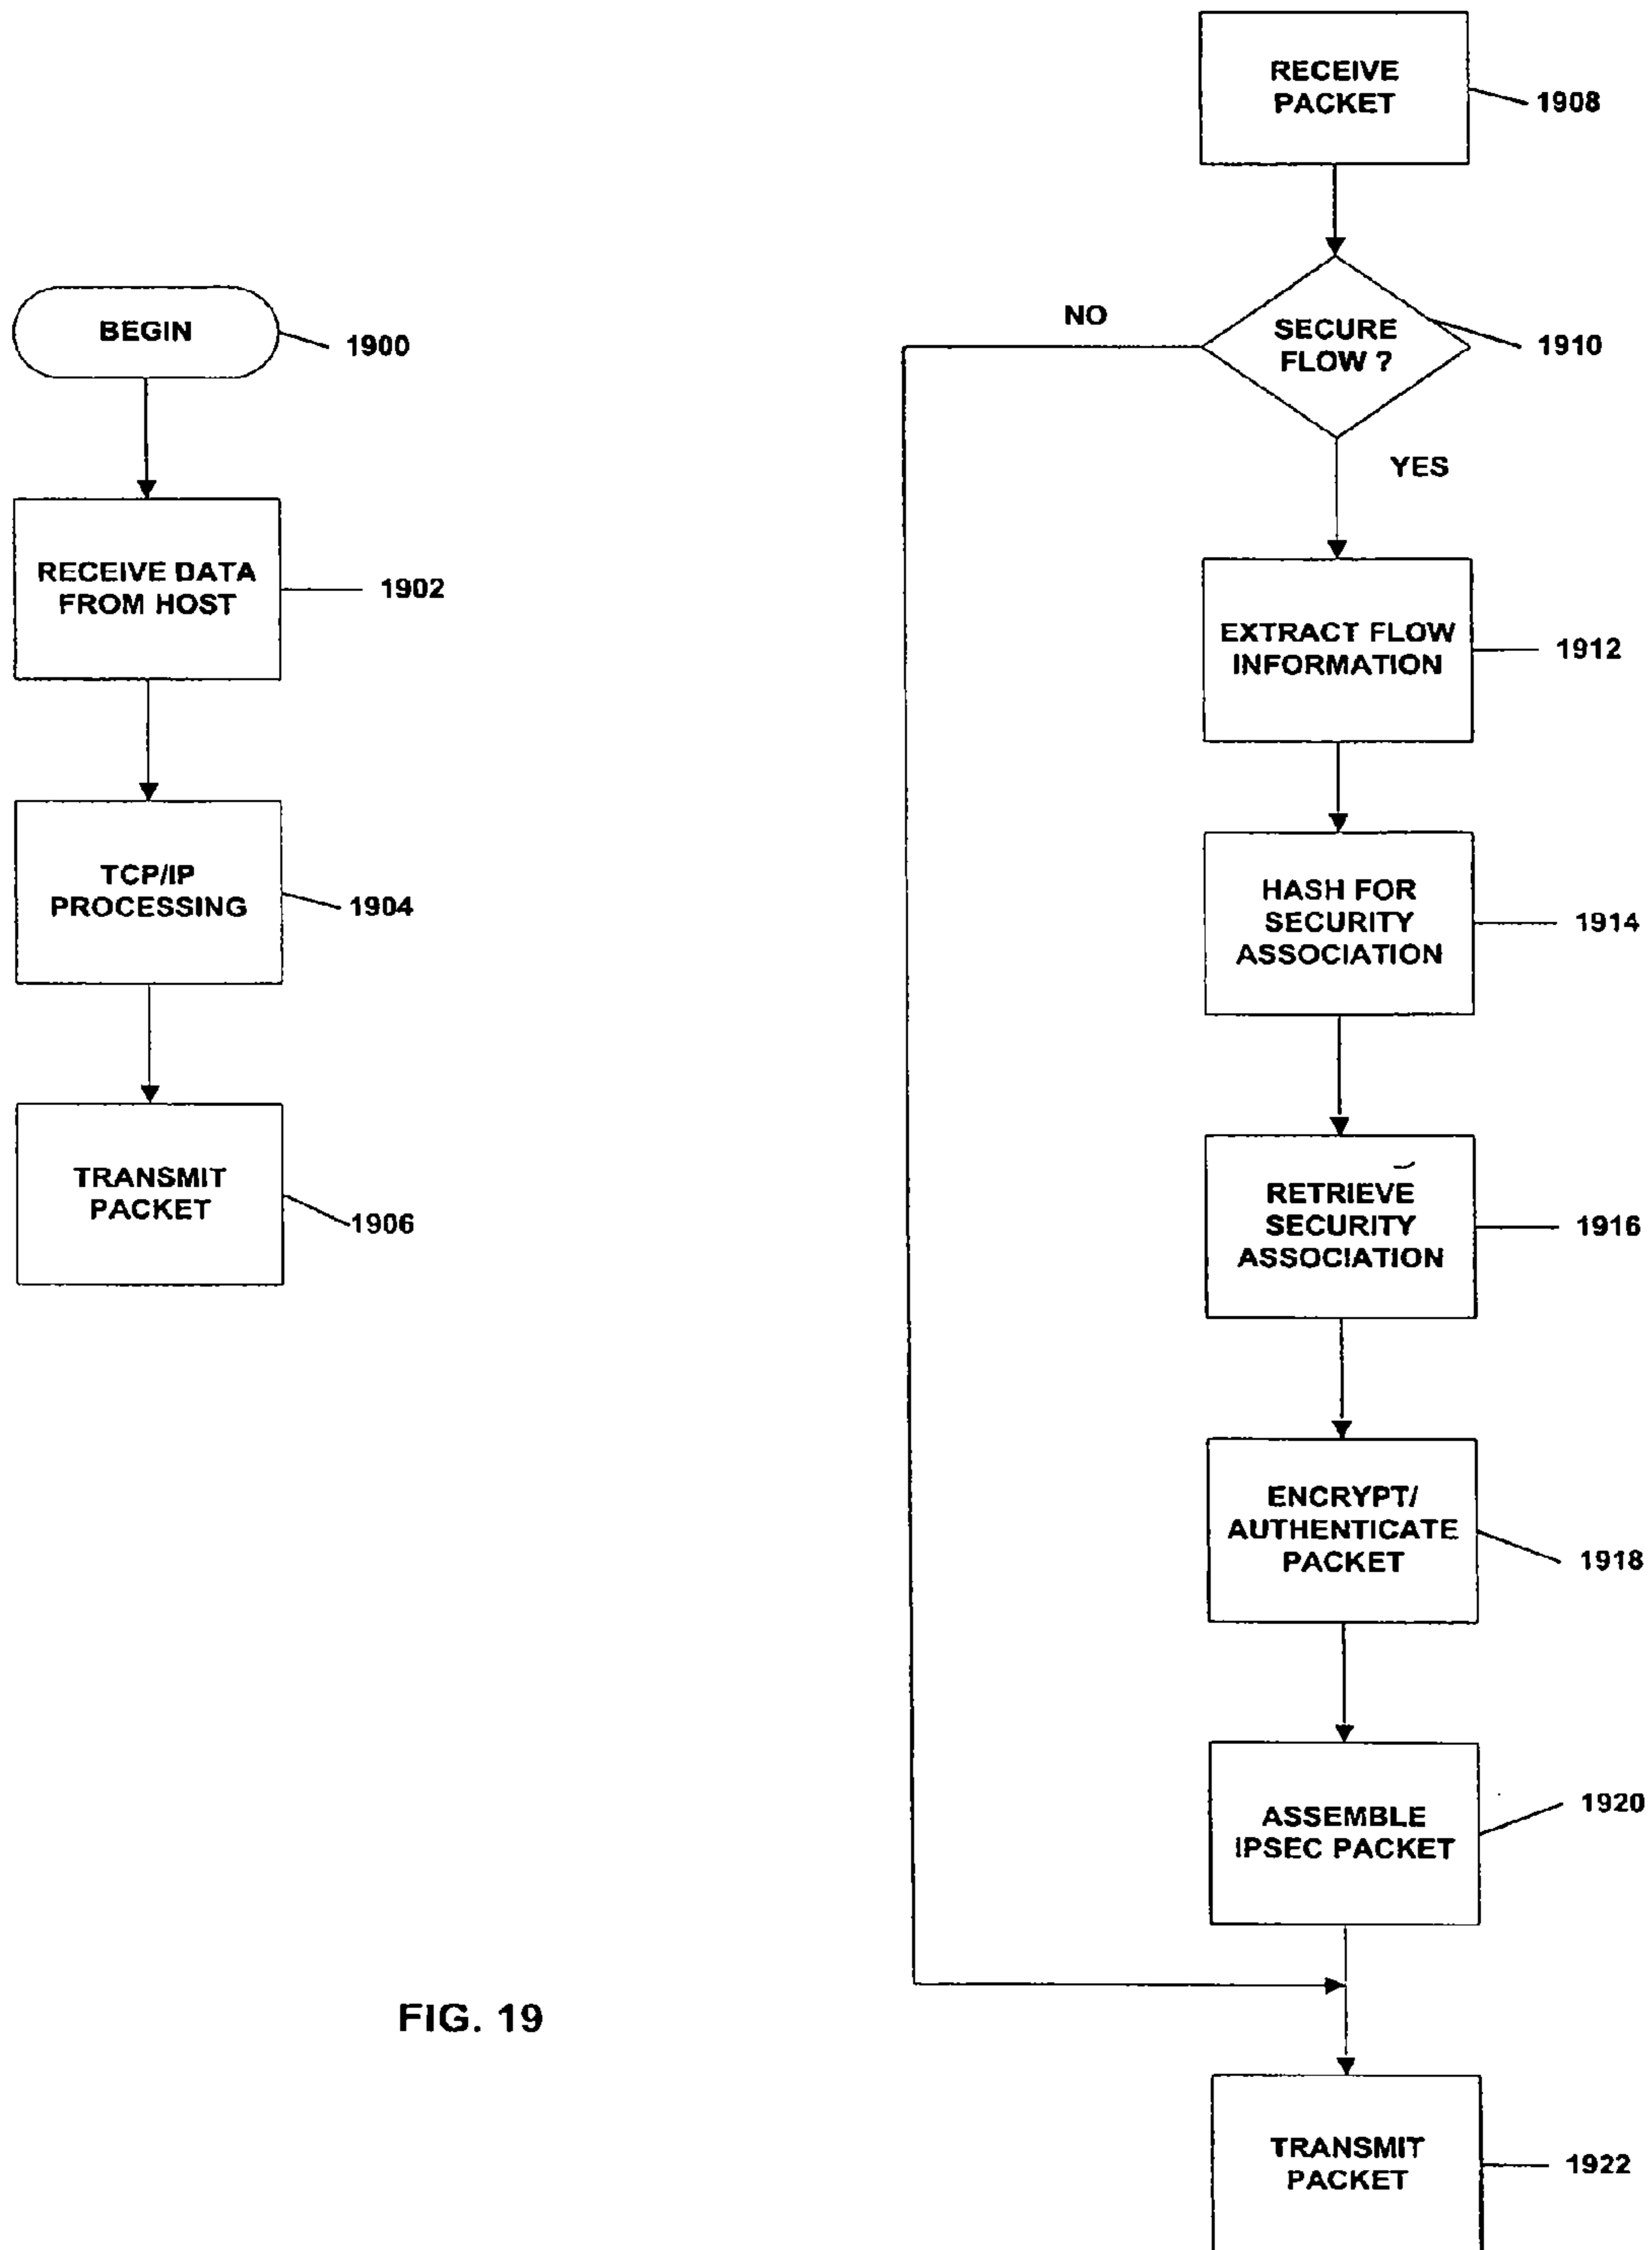 BEGIN
1900
RECEIVE DATA
FROM HOST
1902
TCP/IP
PROCESSING
1904
TRANSMIT
PACKET
1906
RECEIVE
PACKET
1908
SECURE
FLOW ?
1910
NO
YES
EXTRACT FLOW
INFORMATION
1912
HASH FOR
SECURITY
ASSOCIATION
1914
RETRIEVE
SECURITY
ASSOCIATION
1916
ENCRYPT/
AUTHENTICATE
PACKET
1918
ASSEMBLE
IPSEC PACKET
1920
TRANSMIT
PACKET
1922
FIG. 19